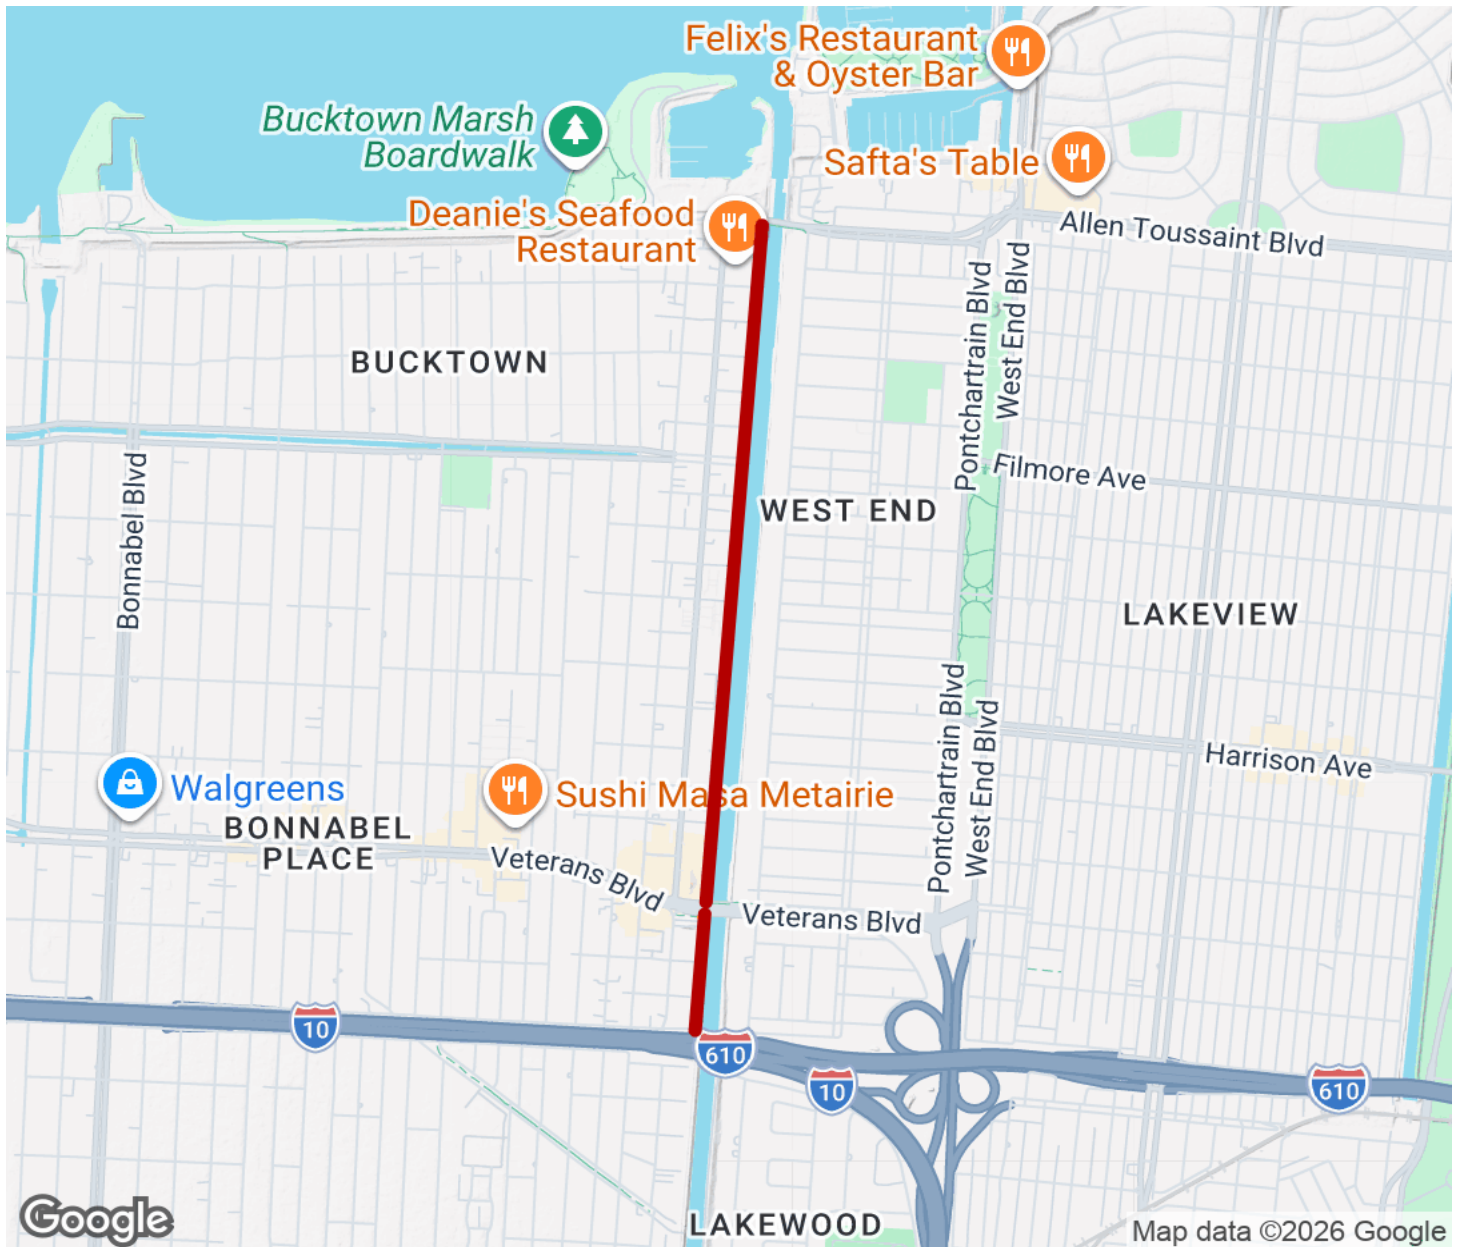 Felix's Restaurant
& Oyster Bar
Bucktown Marsh
Boardwalk
Safta's Table
Deanie's Seafood
Restaurant
Allen Toussaint Blvd
Pontchartrain Blvd
West End Blvd
BUCKTOWN
Bonnabel Blvd
Filmore Ave
WEST END
LAKEVIEW
Pontchartrain Blvd
West End Blvd
Harrison Ave
Walgreens
Sushi Masa Metairie
BONNABEL
PLACE
Veterans Blvd
Veterans Blvd
10
610
10
610
LAKEWOOD
Google
Map data ©2026 Google